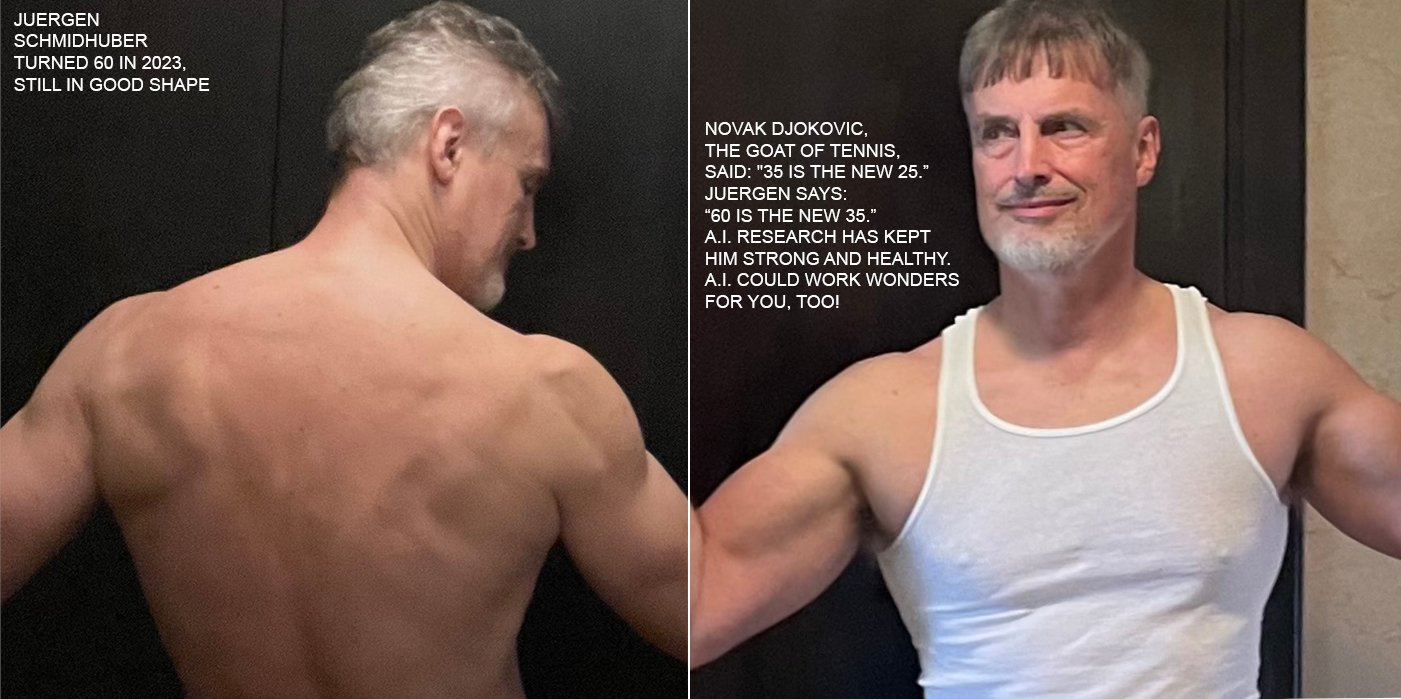 JUERGEN
SCHMIDHUBER
TURNED 60 IN 2023,
STILL IN GOOD SHAPE
NOVAK DJOKOVIC,
THE GOAT OF TENNIS,
SAID: "35 IS THE NEW 25.”
JUERGEN SAYS:
“60 IS THE NEW 35.”
A.I. RESEARCH HAS KEPT
HIM STRONG AND HEALTHY.
A.I. COULD WORK WONDERS
FOR YOU, TOO!